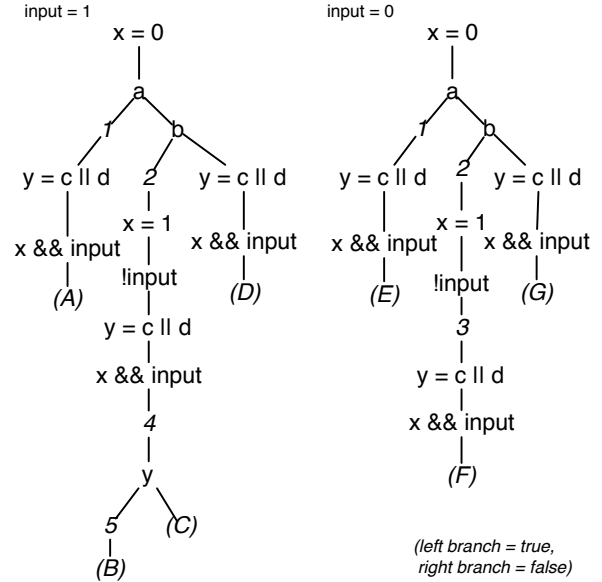 input = 1
x = 0
a
1
b
y = c || d
2
y = c || d
x = 1
x && input
x && input
!input
(A)
(D)
y = c || d
x && input
4
y
5
(C)
(B)
input = 0
x = 0
a
1
b
y = c || d
2
y = c || d
x = 1
x && input
x && input
!input
(E)
(G)
3
y = c || d
x && input
(F)
(left branch = true,
right branch = false)